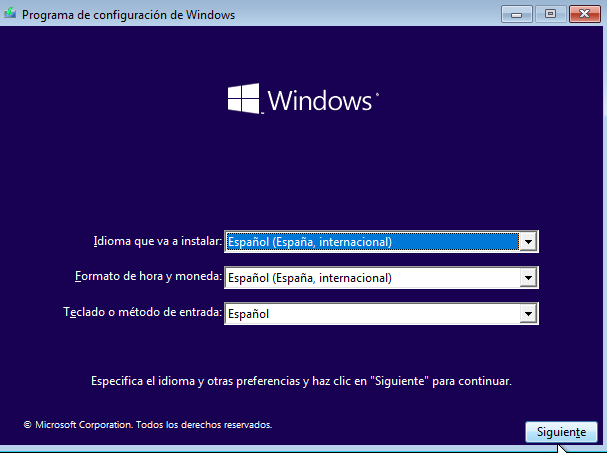 Programa de configuración de Windows
Windows
Idioma que va a instalar: Español (España, internacional)
Formato de hora y moneda: Español (España, internacional)
Teclado o método de entrada: Español
Especifica el idioma y otras preferencias y haz clic en "Siguiente" para continuar.
© Microsoft Corporation. Todos los derechos reservados.
Siguiente